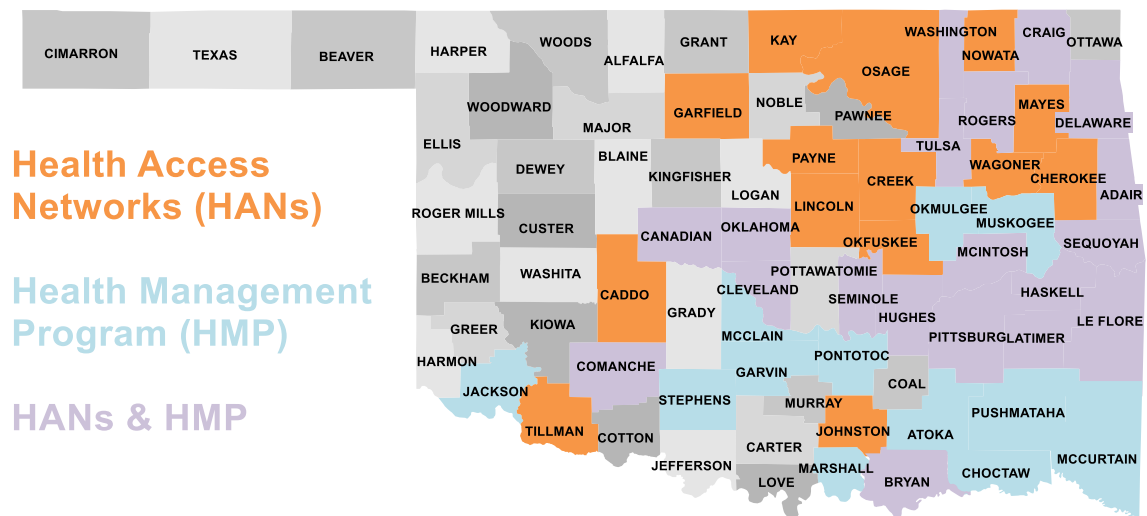 CIMARRON
TEXAS
BEAVER
HARPER
WOODS
ALFALFA
GRANT
KAY
OSAGE
WASHINGTON
NOWATA
CRAIG
OTTAWA
WOODWARD
MAJOR
GARFIELD
NOBLE
PAWNEE
ROGERS
MAYES
DELAWARE
ELLIS
DEWEY
BLAINE
KINGFISHER
LOGAN
PAYNE
CREEK
TULSA
WAGONER
CHEROKEE
ADAIR
Health Access
Networks (HANs)
ROGER MILLS
CUSTER
CANADIAN
OKLAHOMA
LINCOLN
OKFUSKEE
OKMULGEE
MUSKOGEE
MCINTOSH
SEQUOYAH
BECKHAM
WASHITA
CADDO
GRADY
CLEVELAND
POTTAWATOMIE
SEMINOLE
HUGHES
HASKELL
LE FLORE
Health Management
Program (HMP)
GREER
KIOWA
MCCLAIN
PITTSBURG
LATIMER
HARMON
JACKSON
COMANCHE
GARVIN
PONTOTOC
COAL
HANs & HMP
STEPHENS
MURRAY
PUSHMATAHA
TILLMAN
COTTON
CARTER
JOHNSTON
ATOKA
JEFFERSON
LOVE
MARSHALL
BRYAN
CHOCTAW
MCCURTAIN